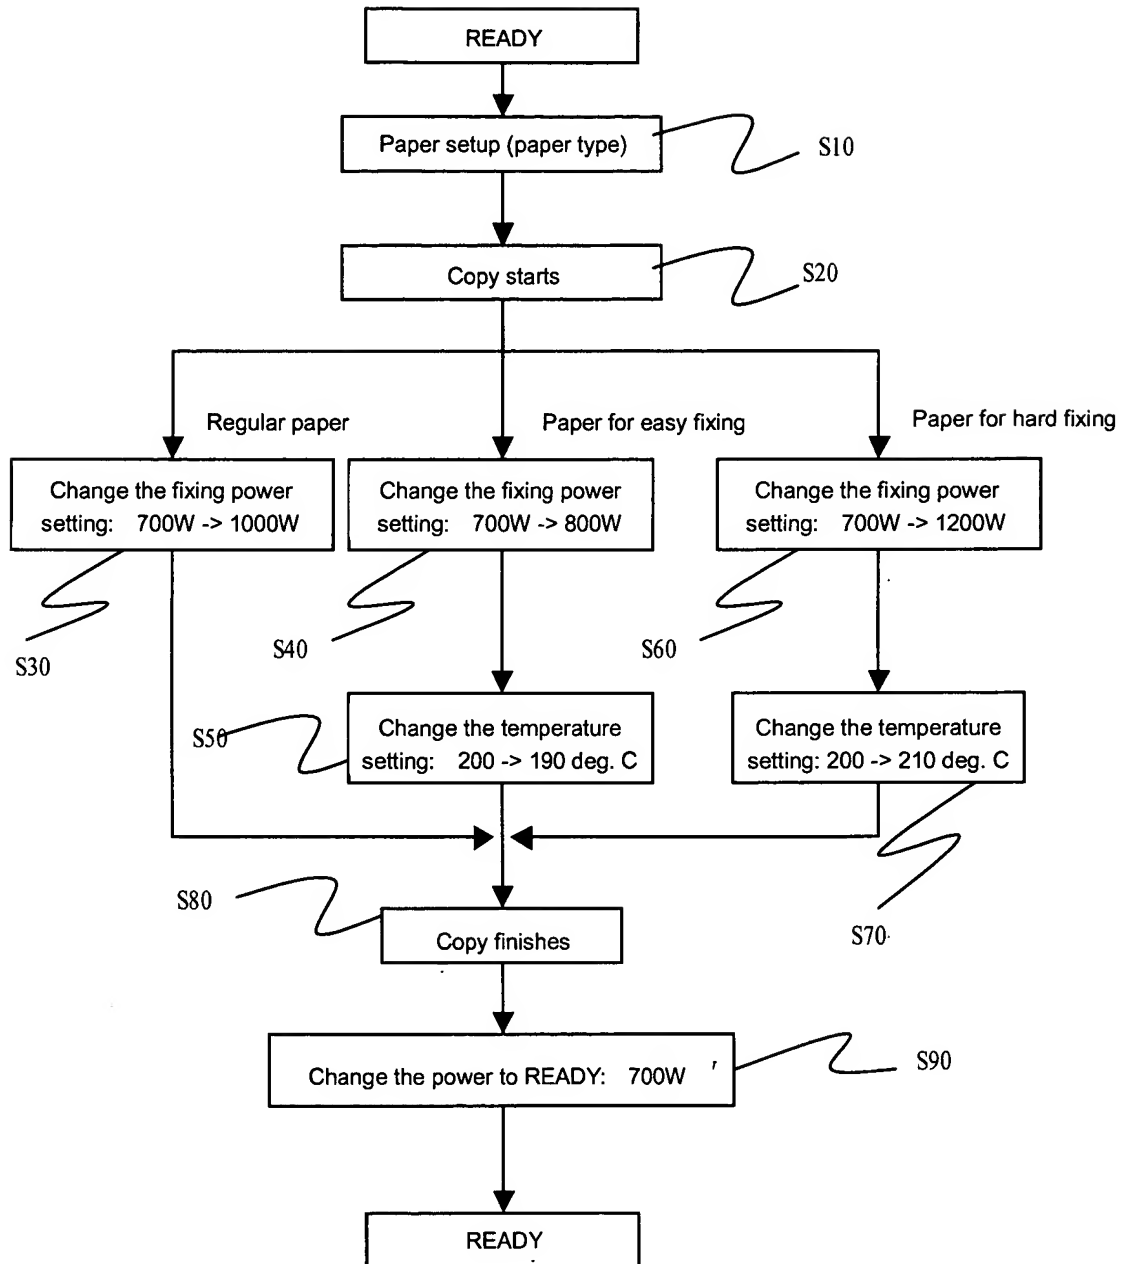 READY
Paper setup (paper type)
S10
Copy starts
S20
Regular paper
Paper for easy fixing
Paper for hard fixing
Change the fixing power
setting: 700W -> 1000W
Change the fixing power
setting: 700W -> 800W
Change the fixing power
setting: 700W -> 1200W
S30
S40
S60
S50
Change the temperature
setting: 200 -> 190 deg. C
Change the temperature
setting: 200 -> 210 deg. C
S80
S70
Copy finishes
Change the power to READY: 700W
S90
READY